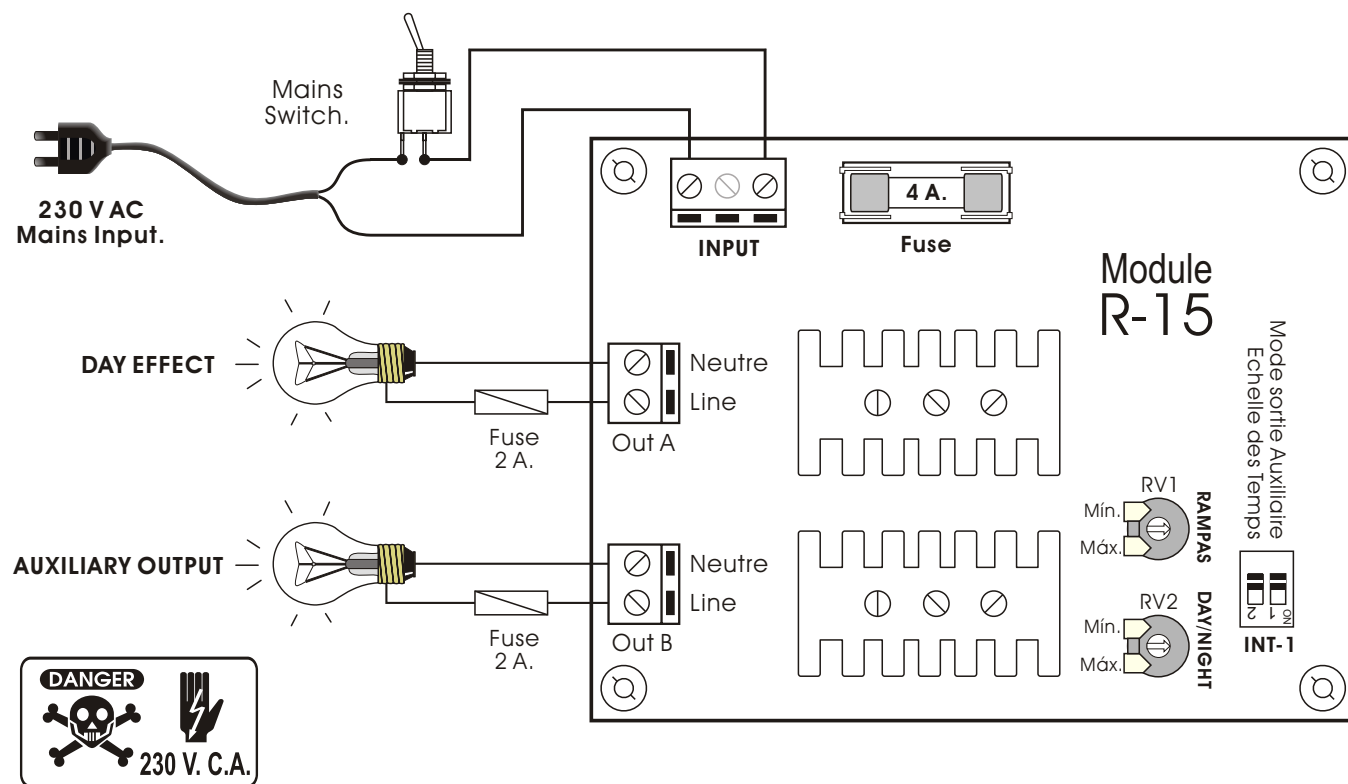 Mains
Switch.
230 V AC
Mains Input.
INPUT
4 A.
Fuse
Module
R-15
DAY EFFECT
Neutre
Line
Fuse
2 A.
Out A
AUXILIARY OUTPUT
Neutre
Line
Fuse
2 A.
Out B
Mode sortie Auxiliaire
Echelle des Temps
RV1
Mín.
Máx.
RAMPAS
RV2
Mín.
Máx.
DAY/NIGHT
ON
1
2
INT-1
DANGER
230 V. C.A.